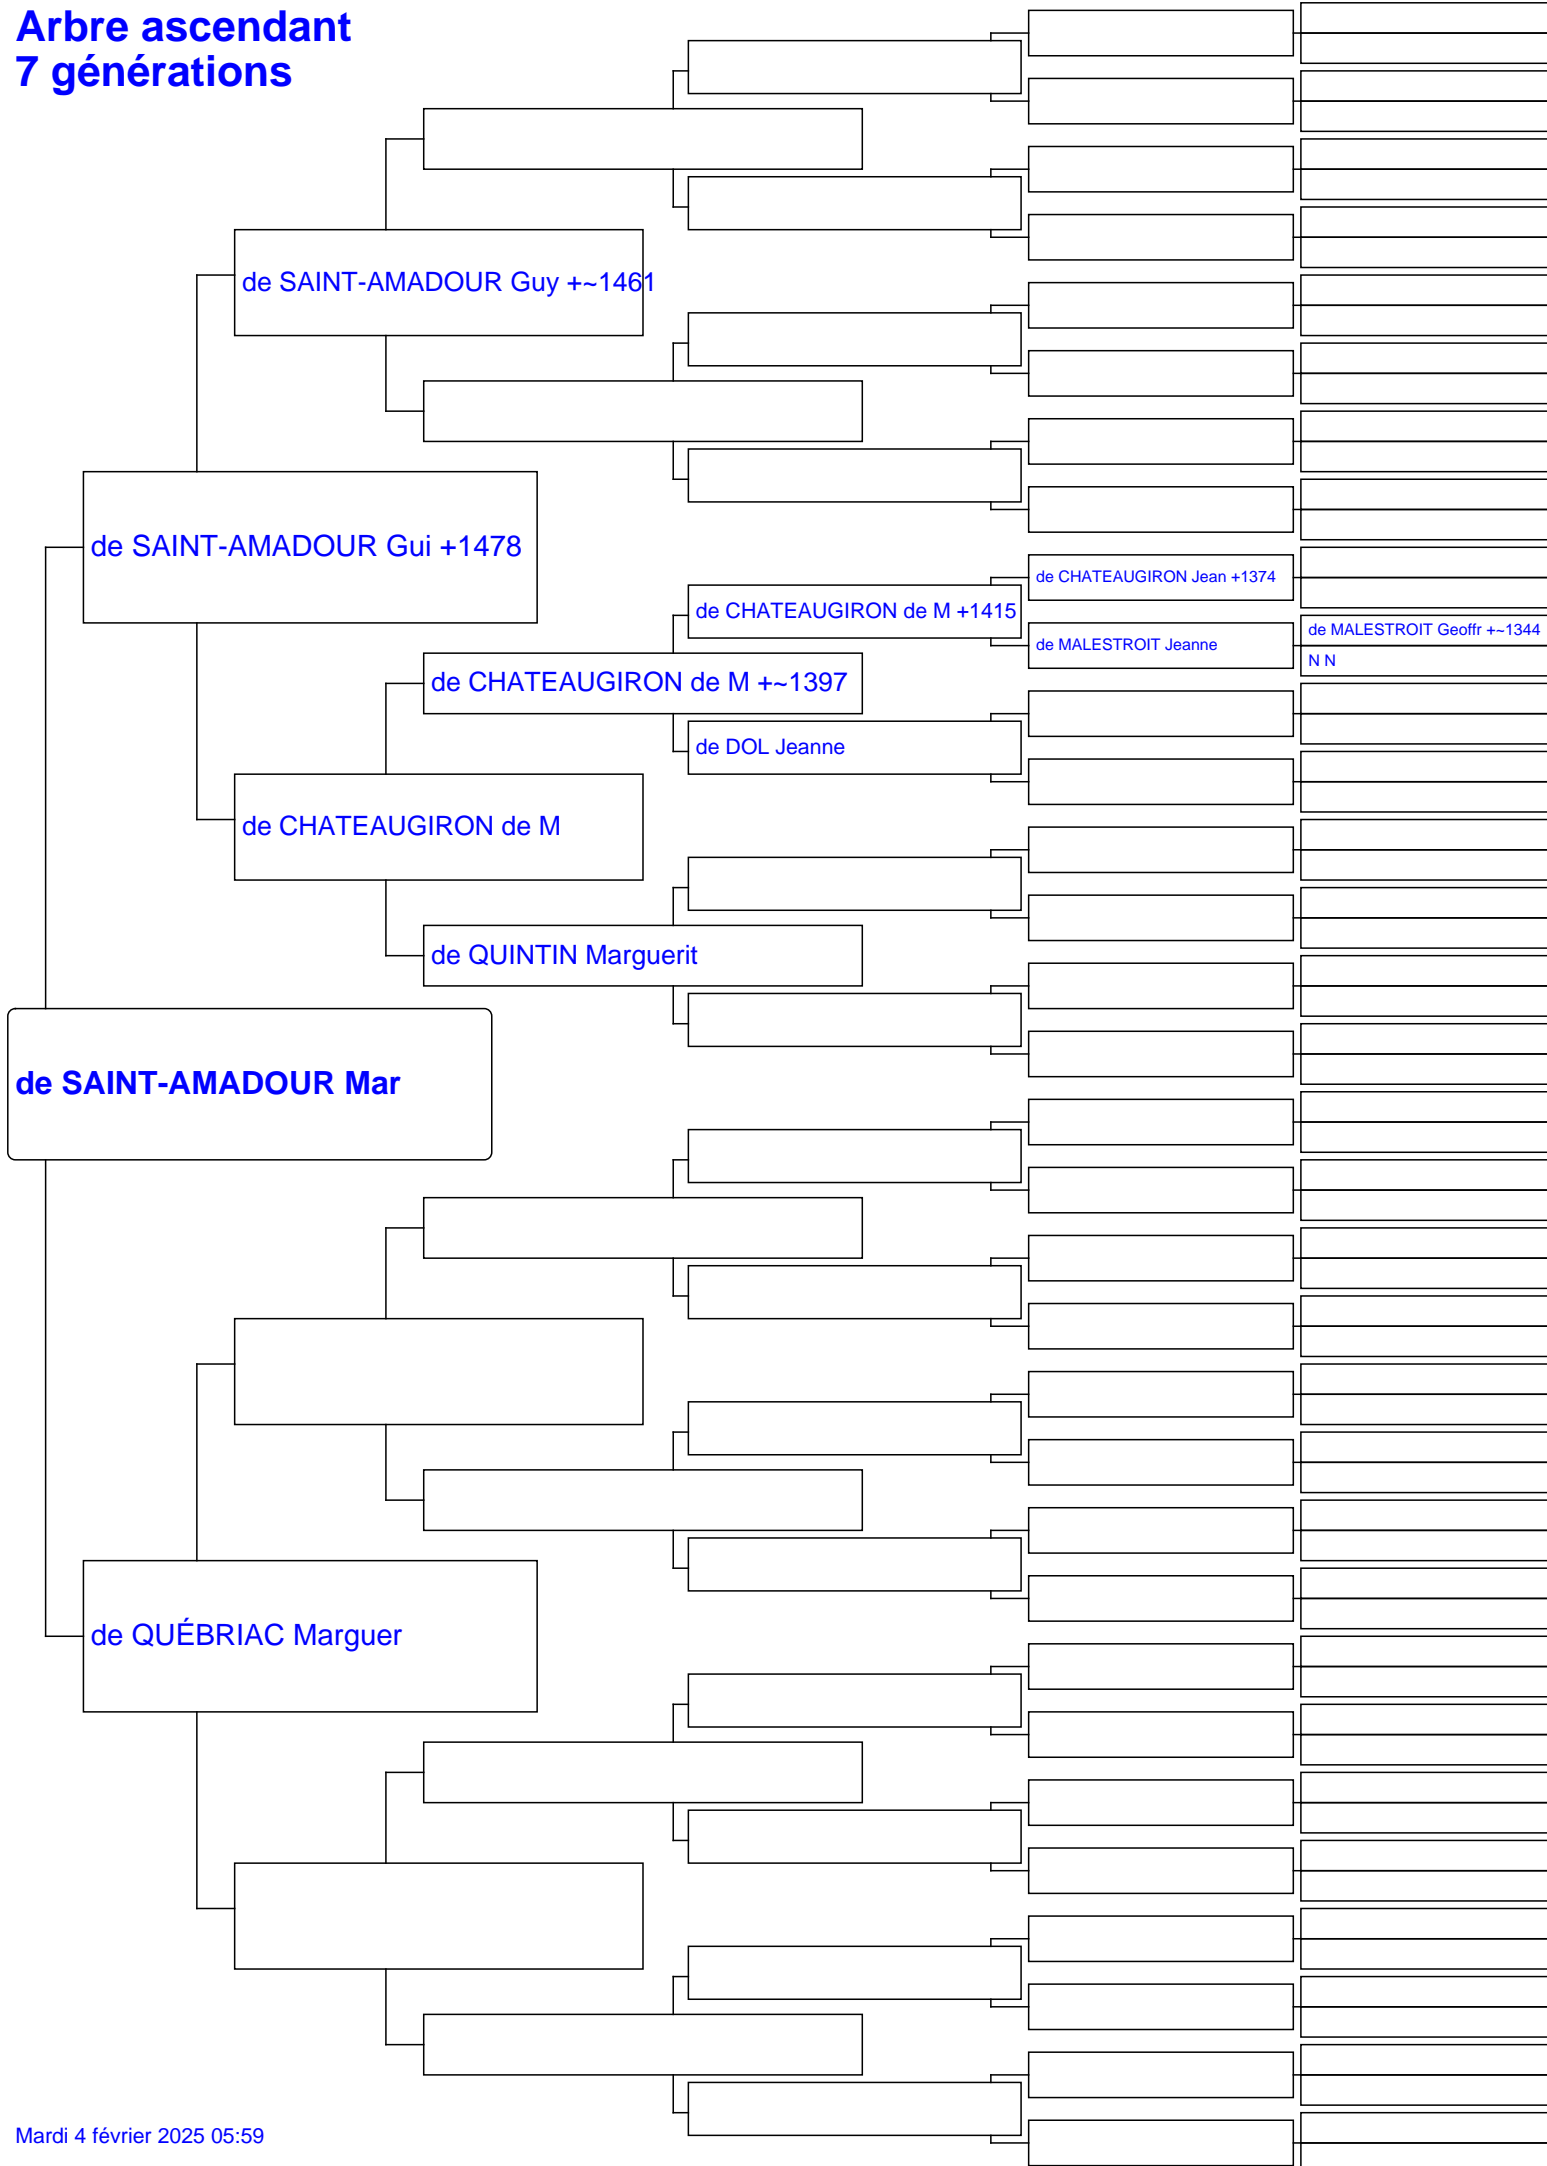 Arbre ascendant
7 générations
de SAINT-AMADOUR Guy +~1461
de SAINT-AMADOUR Gui +1478
de CHATEAUGIRON Jean +1374
de CHATEAUGIRON de M +1415
de MALESTROIT Geoffr +~1344
de MALESTROIT Jeanne
N N
de CHATEAUGIRON de M +~1397
de DOL Jeanne
de CHATEAUGIRON de M
de QUINTIN Marguerit
de SAINT-AMADOUR Mar
de QUÉBRIAC Marguer
Mardi 4 février 2025 05:59